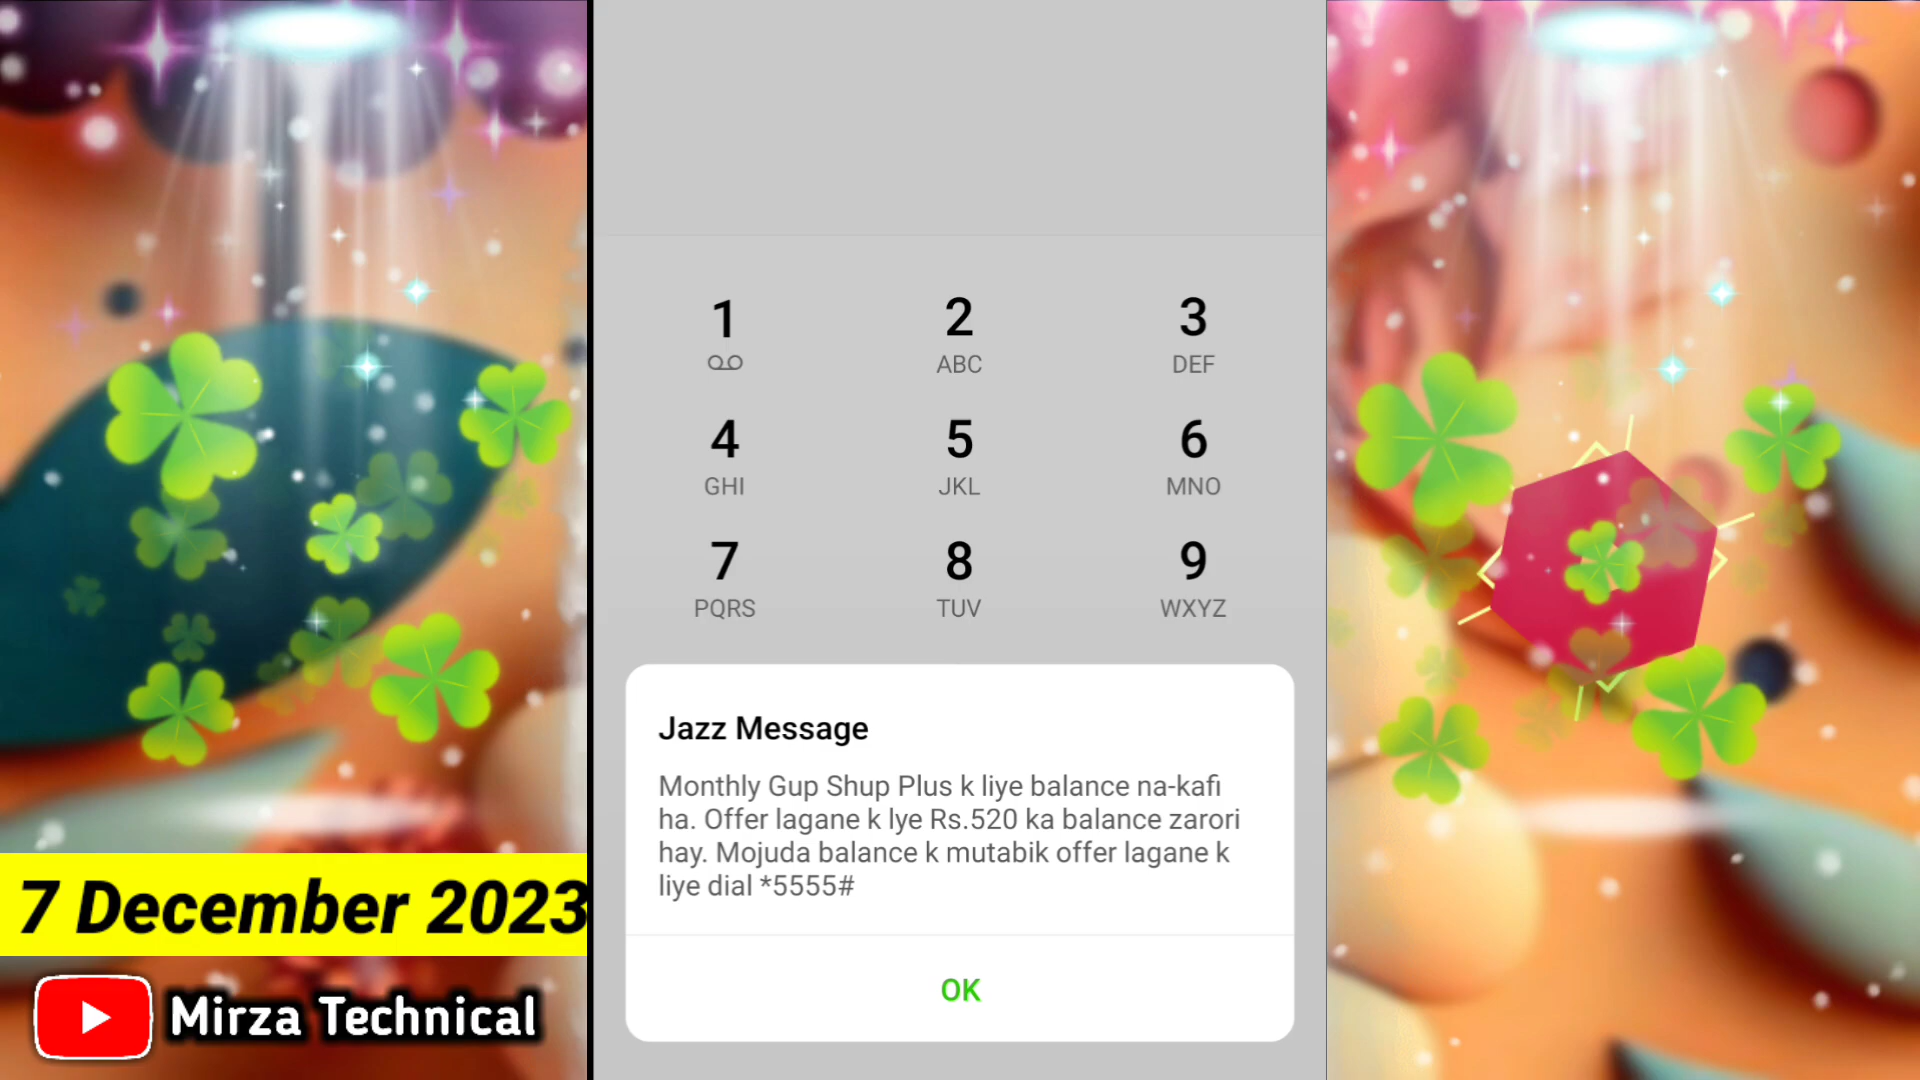 1
2
ABC
3
DEF
4
GHI
5
JKL
6
MNO
7
PQRS
8
TUV
9
WXYZ
Jazz Message
Monthly Gup Shup Plus k liye balance na-kafi
ha. Offer lagane k lye Rs.520 ka balance zarori
hay. Mojuda balance k mutabik offer lagane k
liye dial *5555#
OK
7 December 2023
Mirza Technical